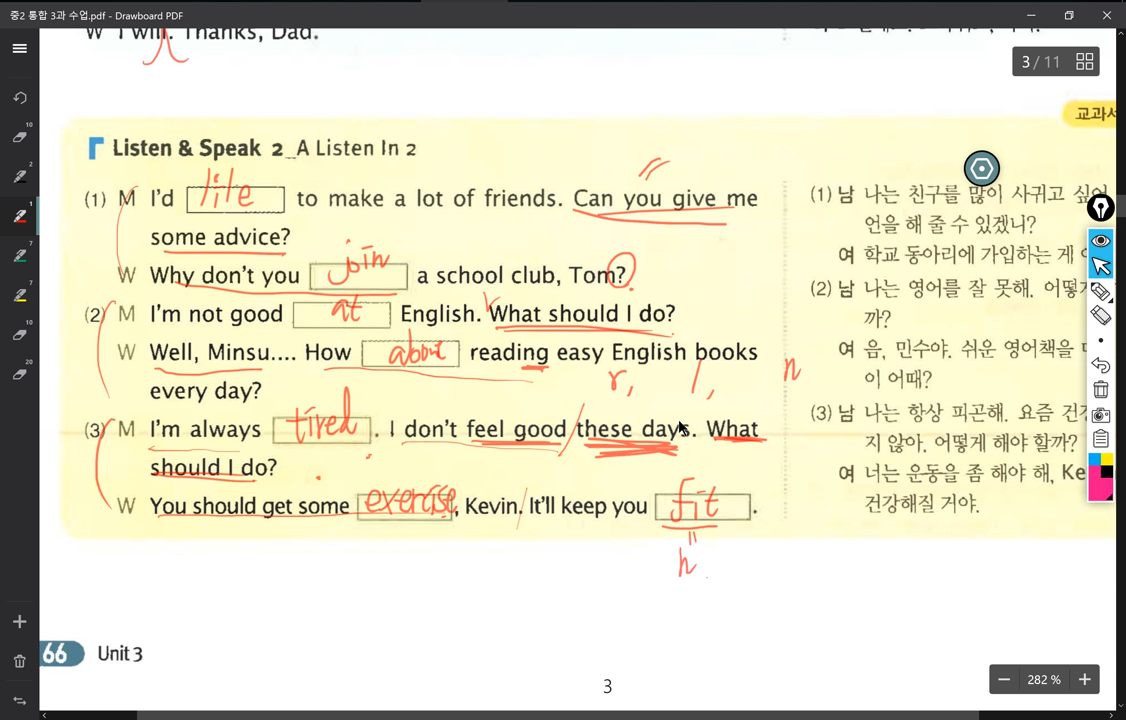 중2 통합 3과 수업.pdf - Drawboard PDF
W I will. Thanks, Dad.
3 / 11
교과서
Listen & Speak 2_A Listen In 2
(1) M I'd like to make a lot of friends. Can you give me
some advice?
W Why don't you join a school club, Tom?
(2) M I'm not good at English. What should I do?
W Well, Minsu.... How about reading easy English books
every day?
r, l, n
(3) M I'm always tired. I don't feel good these days. What
should I do?
W You should get some exercise, Kevin. It'll keep you fit.
h
(1) 남 나는 친구를 많이 사귀고 싶어
언을 해 줄 수 있겠니?
여 학교 동아리에 가입하는 게
(2) 남 나는 영어를 잘 못해. 어떻게
까?
여 음, 민수야. 쉬운 영어책을
이 어때?
(3) 남 나는 항상 피곤해. 요즘 건
지 않아. 어떻게 해야 할까?
여 너는 운동을 좀 해야 해, Ke
건강해질 거야.
66 Unit 3
3
282 %
10
2
1
7
7
10
20